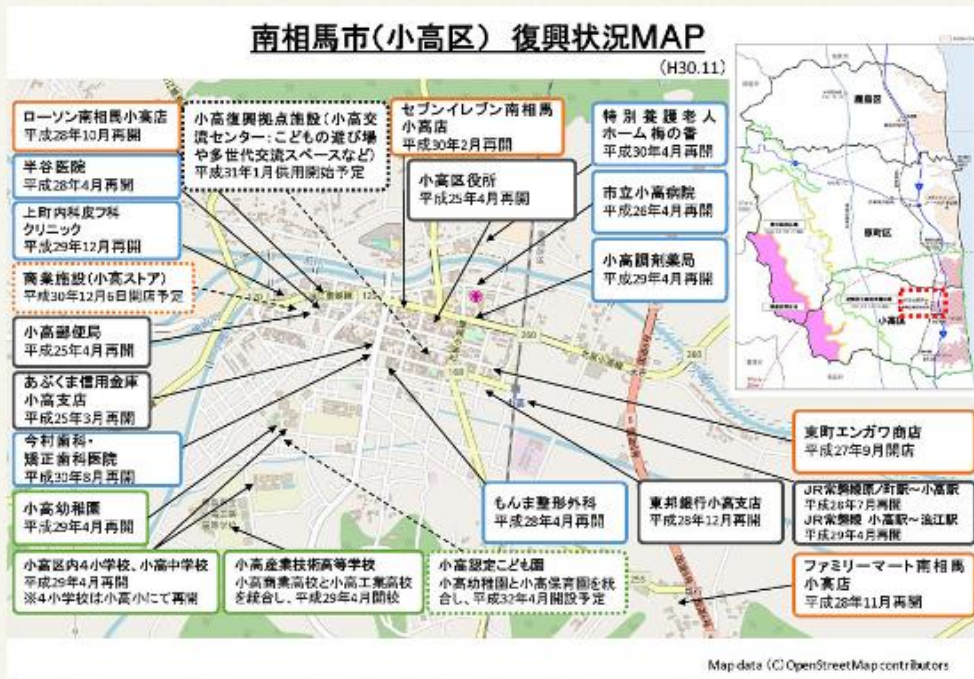 南相馬市(小高区) 復興状況MAP
(H30.11)
ローソン南相馬小高店
平成28年10月再開
半谷医院
平成28年4月再開
上町内科皮フ科
クリニック
平成29年12月再開
商業施設(小高ストア)
平成30年12月6日開店予定
小高郵便局
平成25年4月再開
あぶくま信用金庫
小高支店
平成25年3月再開
今村歯科・
矯正歯科医院
平成30年8月再開
小高幼稚園
平成29年4月再開
小高区内4小学校、小高中学校
平成29年4月再開
※4小学校は小高小にて再開
小高復興拠点施設(小高
交流センター:こどもの遊び場
や多世代交流スペースなど)
平成31年1月供用開始予定
セブンイレブン南相馬
小高店
平成30年2月再開
小高区役所
平成25年4月再開
特別養護老人
ホーム梅の香
平成30年4月再開
市立小高病院
平成26年4月再開
小高調剤薬局
平成29年4月再開
東町エンガワ商店
平成27年9月開店
JR常磐線原ノ町駅~小高駅
平成28年7月再開
JR常磐線 小高駅~浪江駅
平成29年4月再開
ファミリーマート南相馬
小高店
平成28年11月再開
東邦銀行小高支店
平成28年12月再開
もんま整形外科
平成28年4月再開
小高産業技術高等学校
小高商業高校と小高工業高校
を統合し、平成29年4月開校
小高認定こども園
小高幼稚園と小高保育園を統
合し、平成32年4月開設予定
鹿島区
原町区
小高区
120
125
260
260
160
255
小高
Map data (C) OpenStreetMap contributors